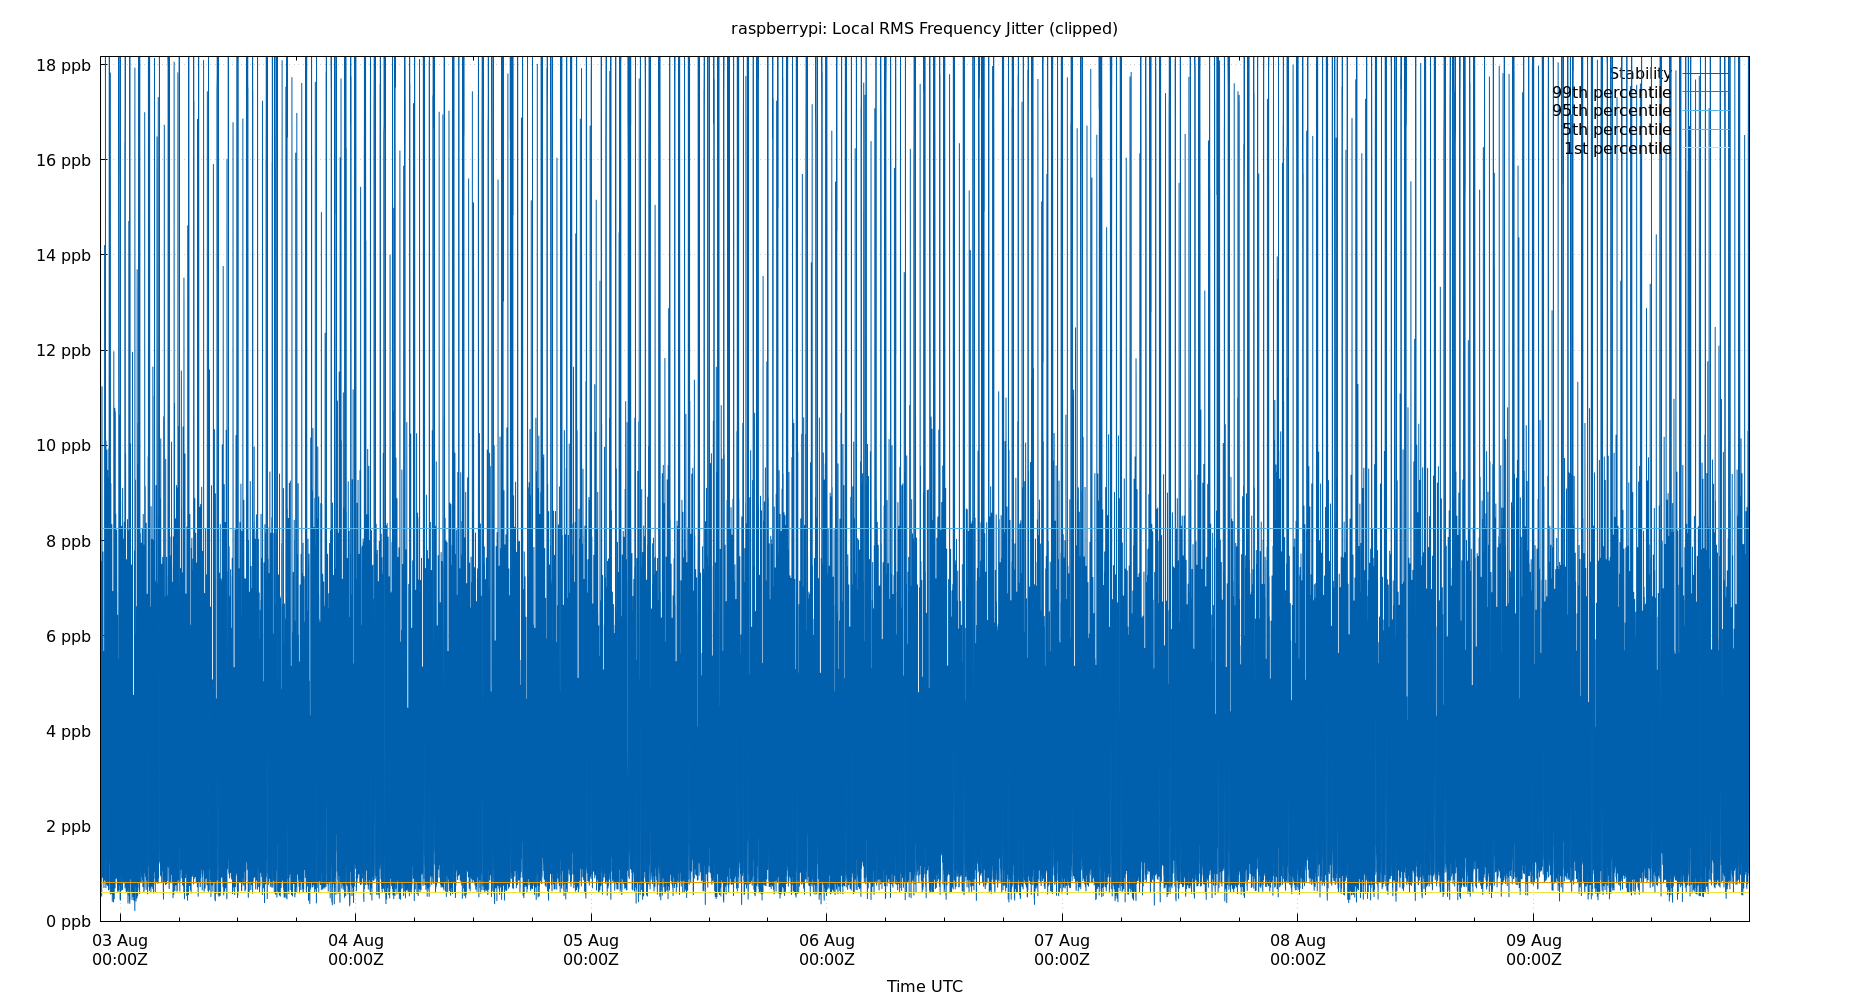 raspberrypi: Local RMS Frequency Jitter (clipped)
18 ppb
16 ppb
14 ppb
12 ppb
10 ppb
8 ppb
6 ppb
4 ppb
2 ppb
0 ppb
Stability
99th percentile
95th percentile
5th percentile
1st percentile
03 Aug 04 Aug 05 Aug 06 Aug 07 Aug 08 Aug 09 Aug
00:00Z 00:00Z 00:00Z 00:00Z 00:00Z 00:00Z 00:00Z
Time UTC